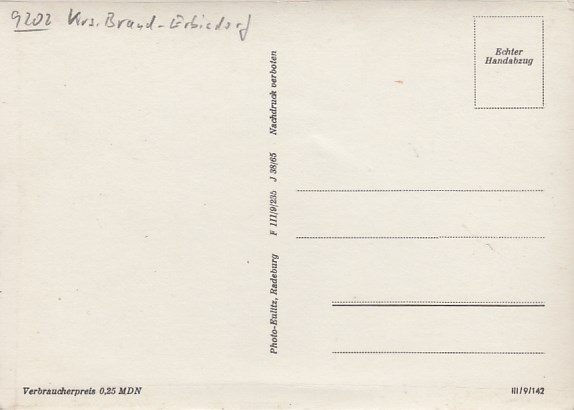 9202 Krs. Brand-Erbisdorf
Echter
Handabzug
Photo-Eulitz, Radeburg F III/9/235 J 38/65 Nachdruck verboten
Verbraucherpreis 0,25 MDN
III/9/142